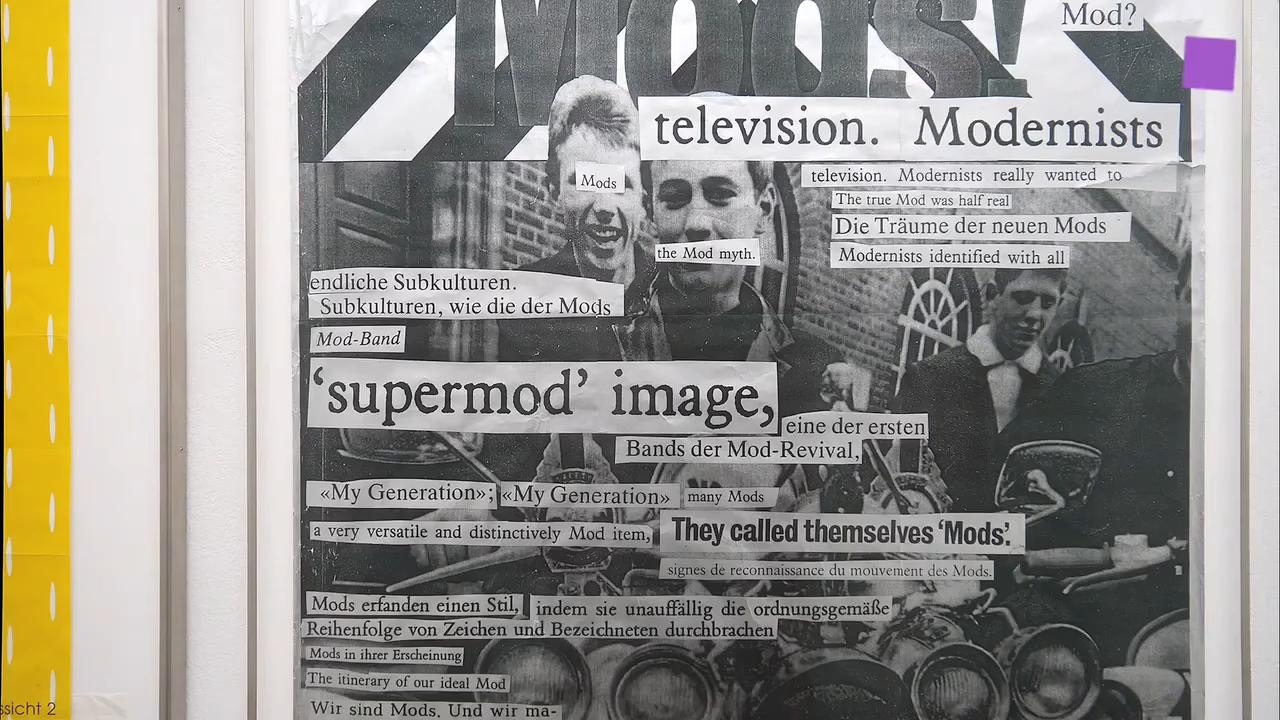 Mods!
Mod?
television. Modernists
Mods
television. Modernists really wanted to
The true Mod was half real
Die Träume der neuen Mods
the Mod myth.
Modernists identified with all
endliche Subkulturen.
Subkulturen, wie die der Mods
Mod-Band
‘supermod’ image,
eine der ersten
Bands der Mod-Revival,
«My Generation»; «My Generation» many Mods
a very versatile and distinctively Mod item,
They called themselves ‘Mods’.
signes de reconnaissance du mouvement des Mods.
Mods erfanden einen Stil, indem sie unauffällig die ordnungsgemäße
Reihenfolge von Zeichen und Bezeichneten durchbrachen
Mods in ihrer Erscheinung
The itinerary of our ideal Mod
Wir sind Mods. Und wir ma-
ssicht 2